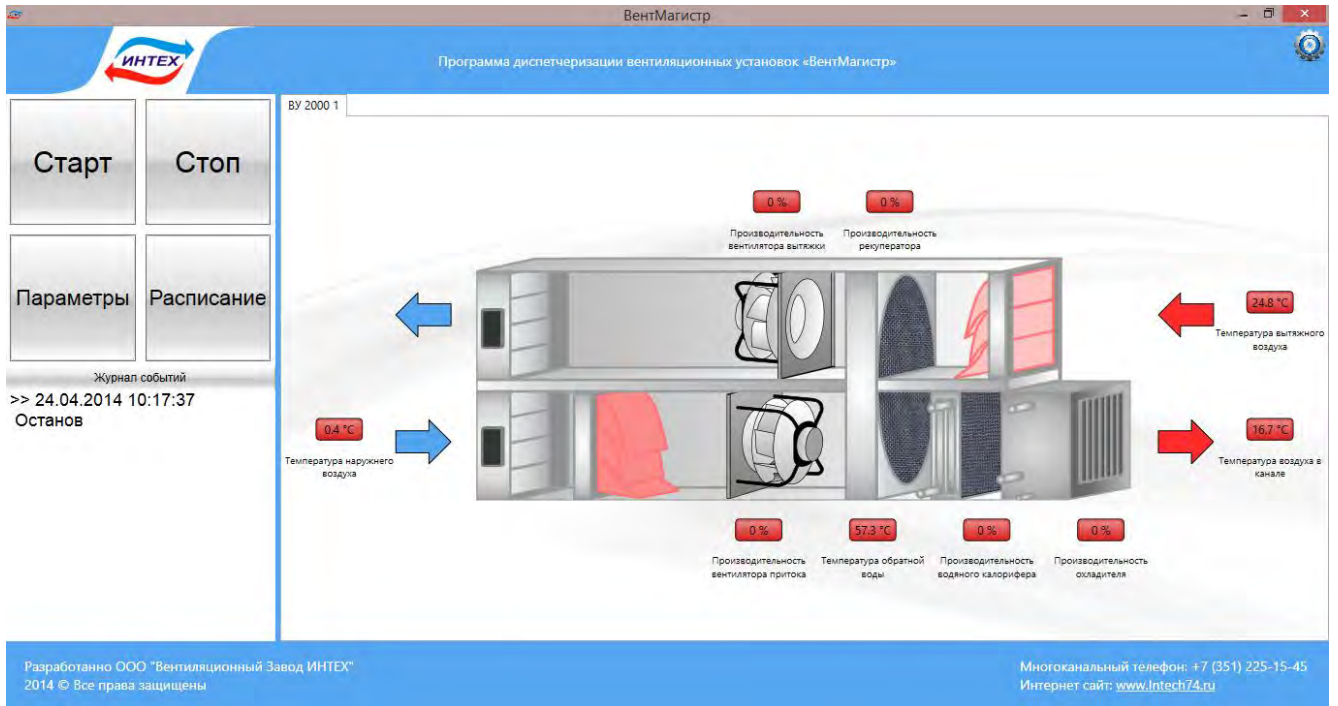 ВентМагистр
ИНТЕХ
Программа диспетчеризации вентиляционных установок «ВентМагистр»
Старт
Стоп
Параметры
Расписание
Журнал событий
>> 24.04.2014 10:17:37
Останов
ВУ 2000 1
0 %
0 %
Производительность
вентилятора вытяжки
Производительность
рекуператора
24.8 °C
Температура вытяжного
воздуха
0.4 °C
Температура наружнего
воздуха
16.7 °C
Температура воздуха в
канале
0 %
57.3 °C
0 %
0 %
Производительность
вентилятора притока
Температура обратной
воды
Производительность
водяного калорифера
Производительность
охладителя
Разработанно ООО "Вентиляционный Завод ИНТЕХ"
2014 © Все права защищены
Многоканальный телефон: +7 (351) 225-15-45
Интернет сайт: www.Intech74.ru